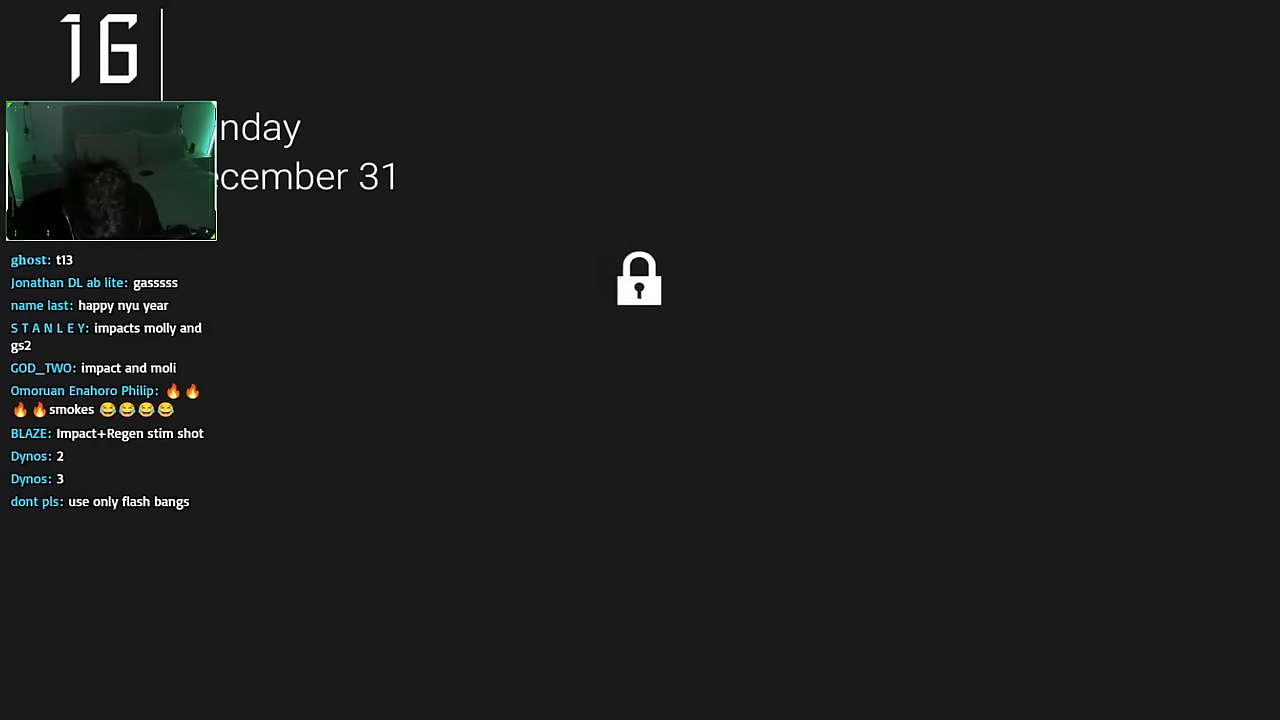 16
nday
ecember 31
ghost: t13
Jonathan DL ab lite: gasssss
name last: happy nyu year
S T A N L E Y: impacts molly and
gs2
GOD_TWO: impact and moli
Omoruan Enahoro Philip: 🔥🔥
🔥🔥smokes 😂😂😂😂
BLAZE: Impact+Regen stim shot
Dynos: 2
Dynos: 3
dont pls: use only flash bangs